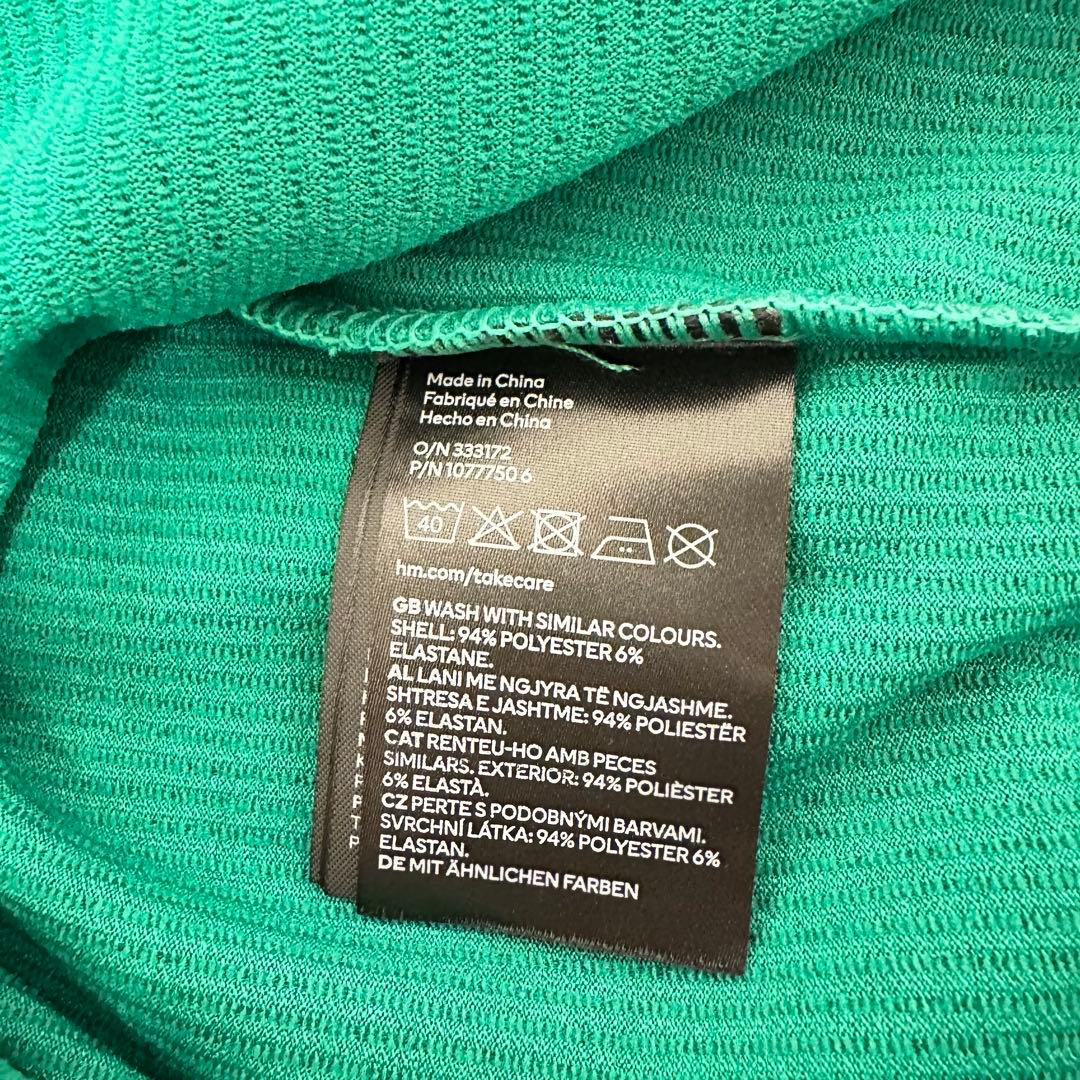 Made in China
Fabriqué en Chine
Hecho en China
O/N 333172
P/N 1077750 6
40
hm.com/takecare
GB WASH WITH SIMILAR COLOURS.
SHELL: 94% POLYESTER 6%
ELASTANE.
AL LANI ME NGJYRA TË NGJASHME.
SHTRESA E JASHTME: 94% POLIESTËR
6% ELASTAN.
CAT RENTEU-HO AMB PECES
SIMILARS. EXTERIOR: 94% POLIÈSTER
6% ELASTÀ.
CZ PERTE S PODOBNÝMI BARVAMI.
SVRCHNÍ LÁTKA: 94% POLYESTER 6%
ELASTAN.
DE MIT ÄHNLICHEN FARBEN